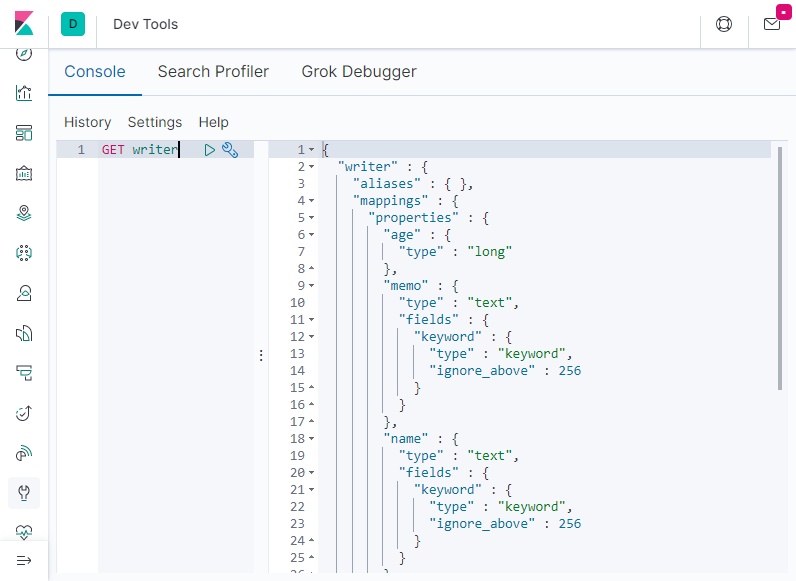 D Dev Tools
Console Search Profiler Grok Debugger
History Settings Help
1 GET writer
1 {
2 "writer" : {
3 "aliases" : { },
4 "mappings" : {
5 "properties" : {
6 "age" : {
7 "type" : "long"
8 },
9 "memo" : {
10 "type" : "text",
11 "fields" : {
12 "keyword" : {
13 "type" : "keyword",
14 "ignore_above" : 256
15 }
16 }
17 },
18 "name" : {
19 "type" : "text",
20 "fields" : {
21 "keyword" : {
22 "type" : "keyword",
23 "ignore_above" : 256
24 }
25 }